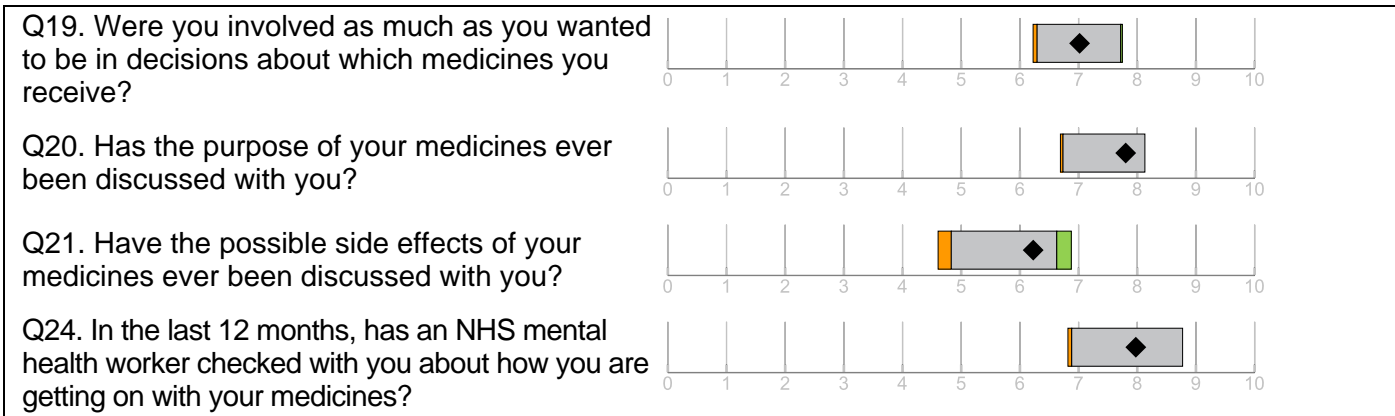 Q19. Were you involved as much as you wanted
to be in decisions about which medicines you
receive?
0 1 2 3 4 5 6 7 8 9 10
Q20. Has the purpose of your medicines ever
been discussed with you?
0 1 2 3 4 5 6 7 8 9 10
Q21. Have the possible side effects of your
medicines ever been discussed with you?
0 1 2 3 4 5 6 7 8 9 10
Q24. In the last 12 months, has an NHS mental
health worker checked with you about how you are
getting on with your medicines?
0 1 2 3 4 5 6 7 8 9 10